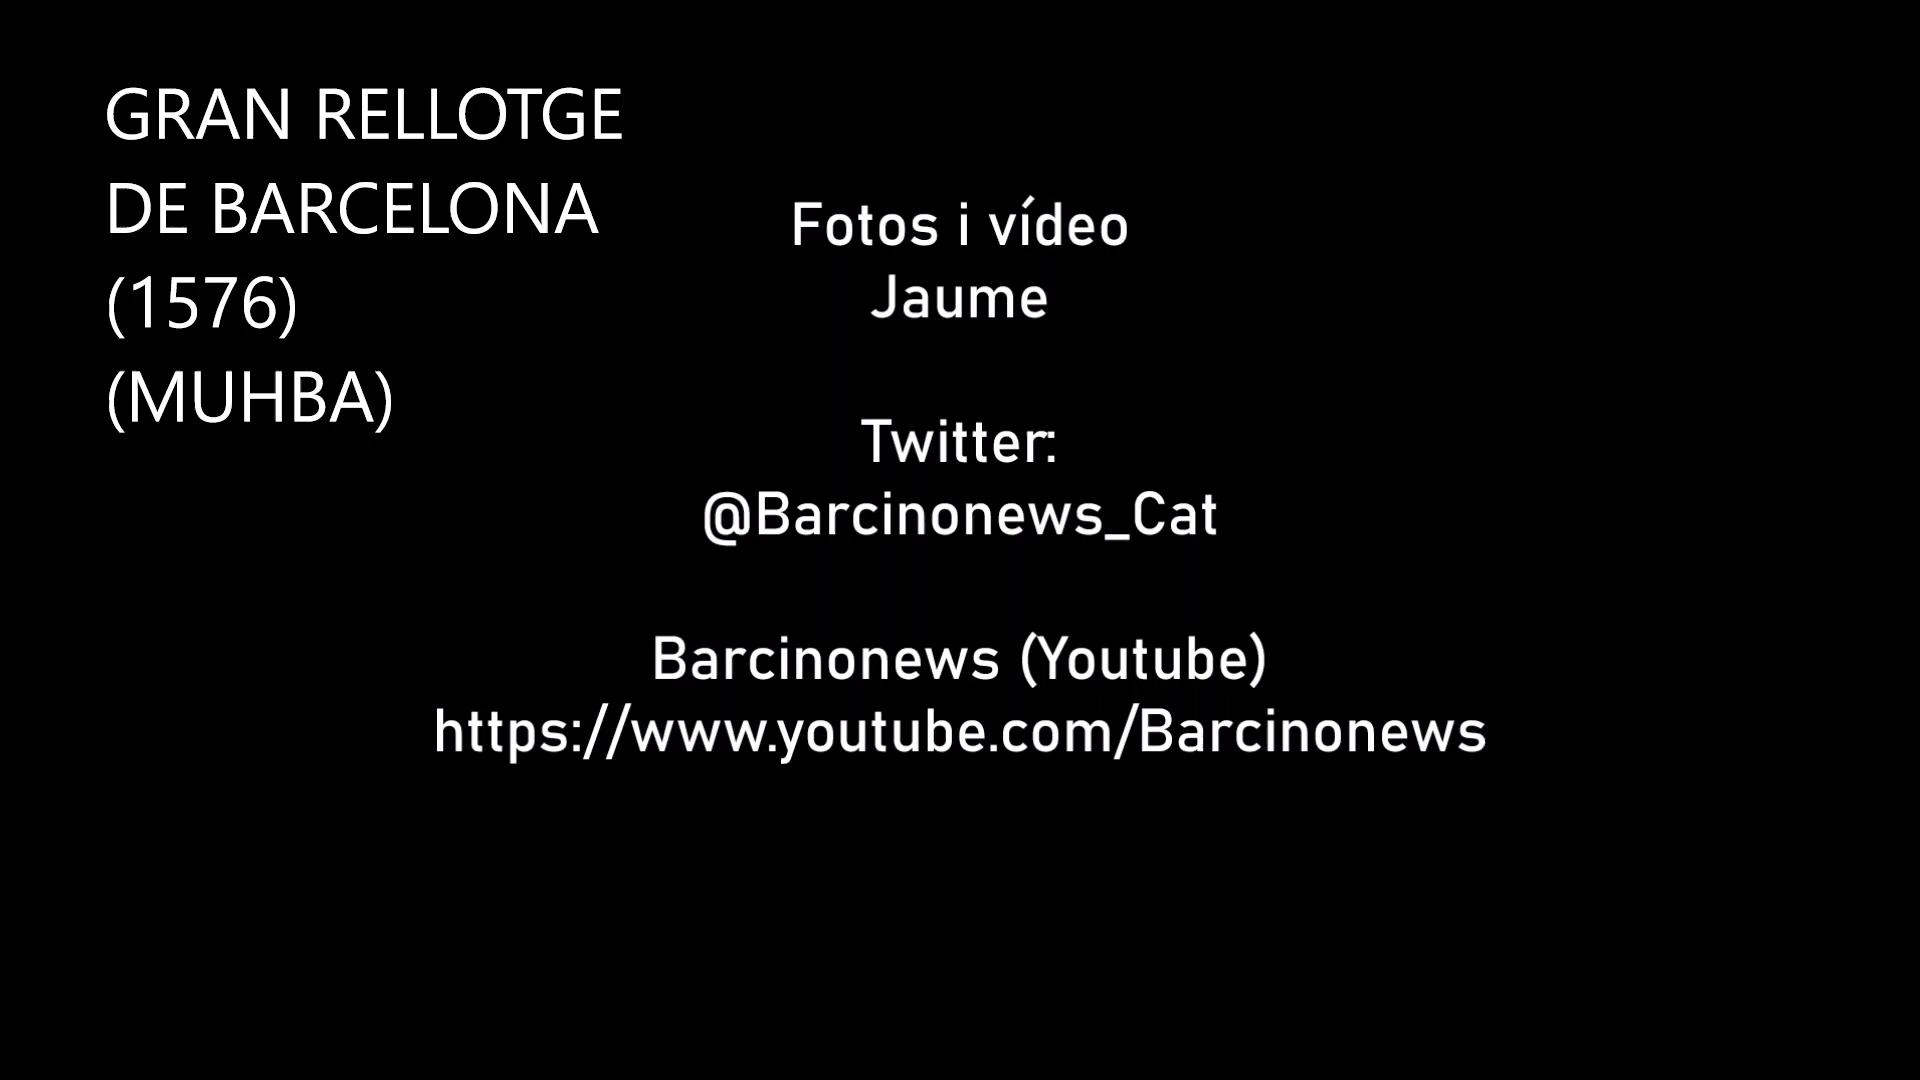 GRAN RELLOTGE
DE BARCELONA
(1576)
(MUHBA)
Fotos i vídeo
Jaume
Twitter:
@Barcinonews_Cat
Barcinonews (Youtube)
https://www.youtube.com/Barcinonews